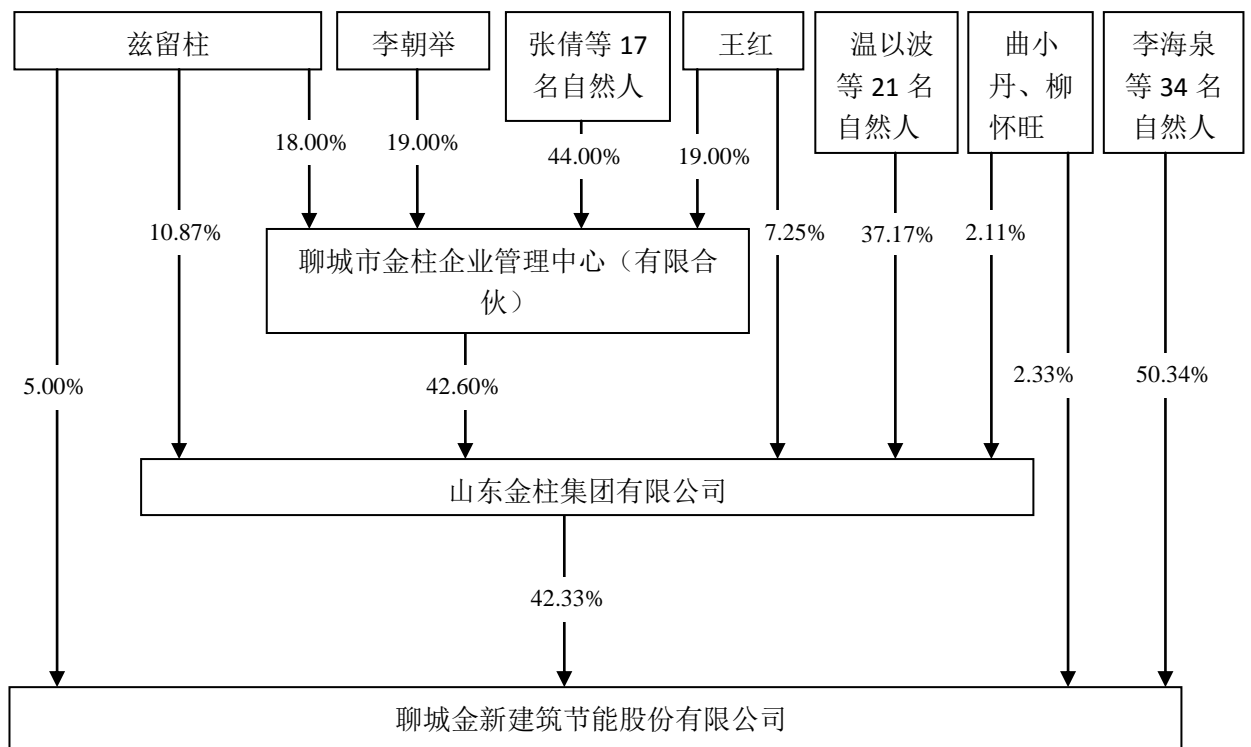 兹留柱
李朝举
张倩等 17
名自然人
王红
温以波
等 21 名
自然人
曲小
丹、柳
怀旺
李海泉
等 34 名
自然人
18.00%
19.00%
44.00%
19.00%
10.87%
7.25%
37.17%
2.11%
聊城市金柱企业管理中心（有限合
伙）
5.00%
42.60%
2.33%
50.34%
山东金柱集团有限公司
42.33%
聊城金新建筑节能股份有限公司